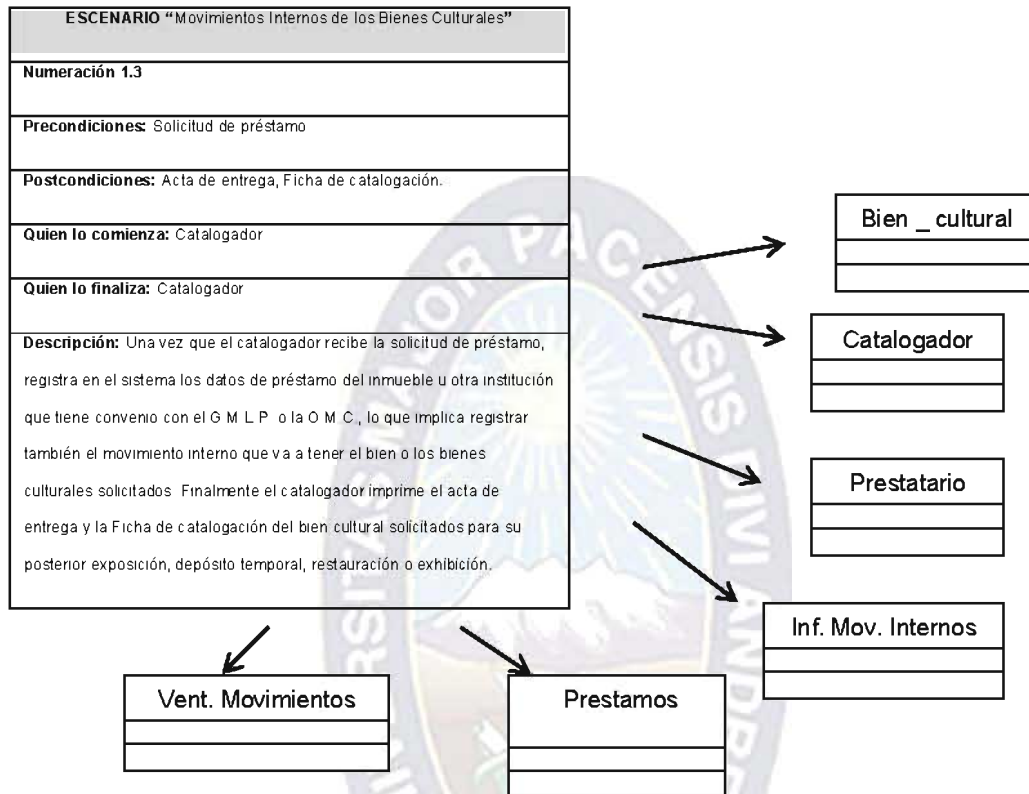 ESCENARIO “Movimientos Internos de los Bienes Culturales”
Numeración 1.3
Precondiciones: Solicitud de préstamo
Postcondiciones: Acta de entrega, Ficha de catalogación.
Quien lo comienza: Catalogador
Quien lo finaliza: Catalogador
Descripción: Una vez que el catalogador recibe la solicitud de préstamo,
registra en el sistema los datos de préstamo del inmueble u otra institución
que tiene convenio con el G M L P o la O M C, lo que implica registrar
también el movimiento interno que va a tener el bien o los bienes
culturales solicitados Finalmente el catalogador imprime el acta de
entrega y la Ficha de catalogación del bien cultural solicitados para su
posterior exposición, depósito temporal, restauración o exhibición.
Bien _ cultural
Catalogador
Prestatario
Inf. Mov. Internos
Vent. Movimientos
Prestamos
PACENSIS DIVI ANDRE
UNIVERSITAS MAJOR